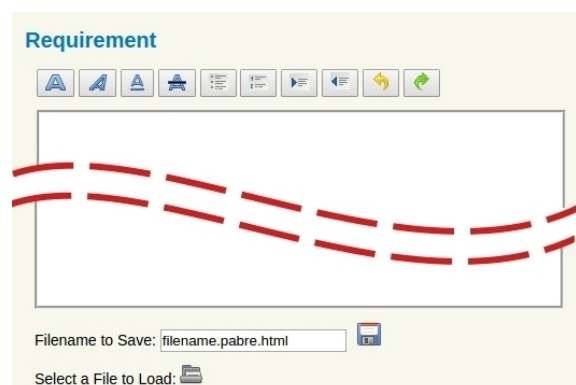 Requirement
Filename to Save: filename.pabre.html
Select a File to Load: